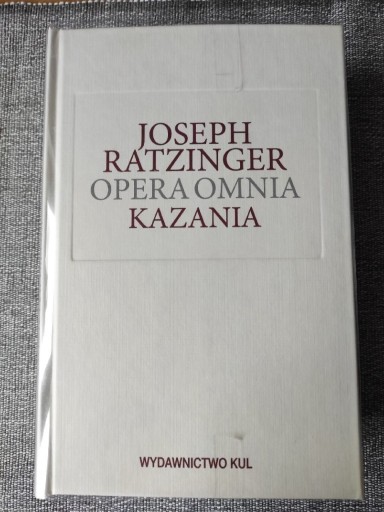 JOSEPH
RATZINGER
OPERA OMNIA
KAZANIA
WYDAWNICTWO KUL